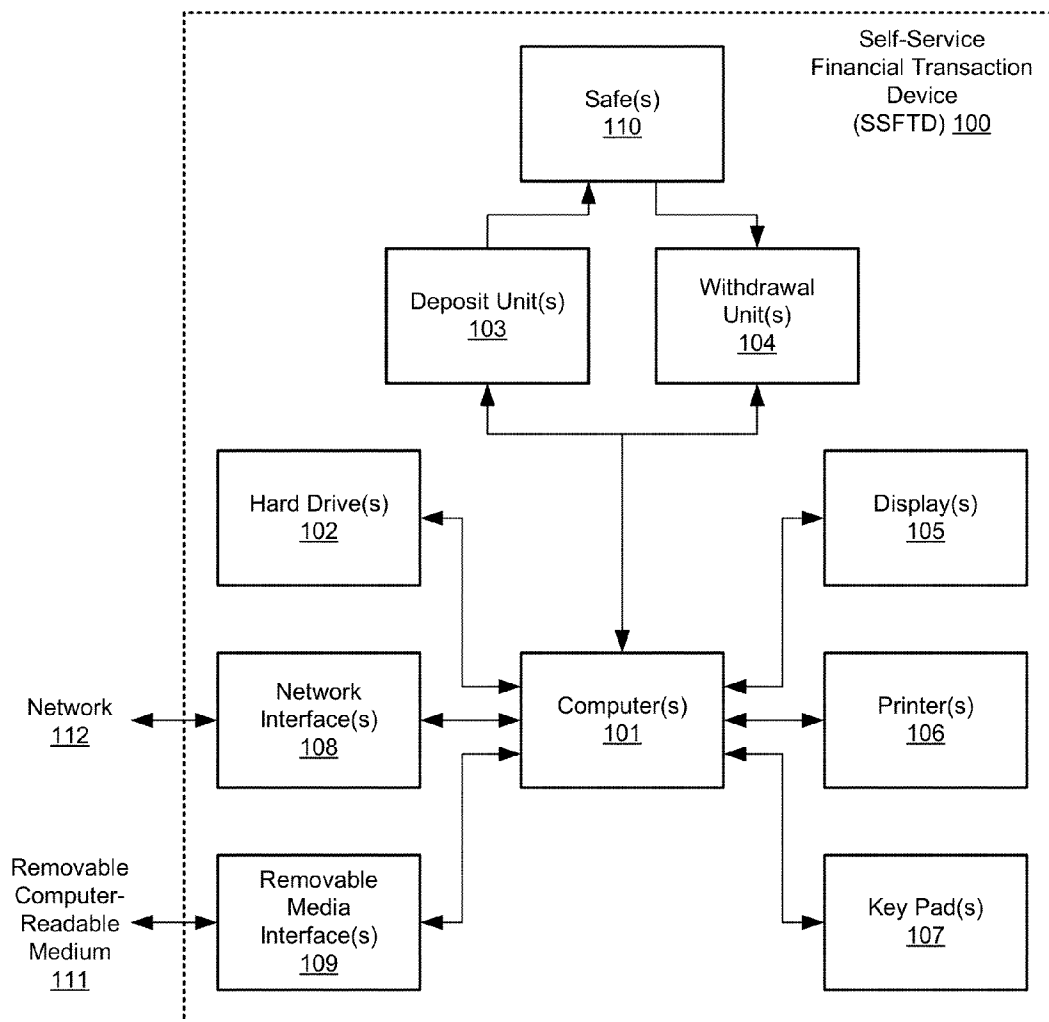 Self-Service
Financial Transaction
Device
(SSFTD) 100
Safe(s)
110
Deposit Unit(s)
103
Withdrawal
Unit(s)
104
Hard Drive(s)
102
Display(s)
105
Network
112
Network
Interface(s)
108
Computer(s)
101
Printer(s)
106
Removable
Computer-
Readable
Medium
111
Removable
Media
Interface(s)
109
Key Pad(s)
107